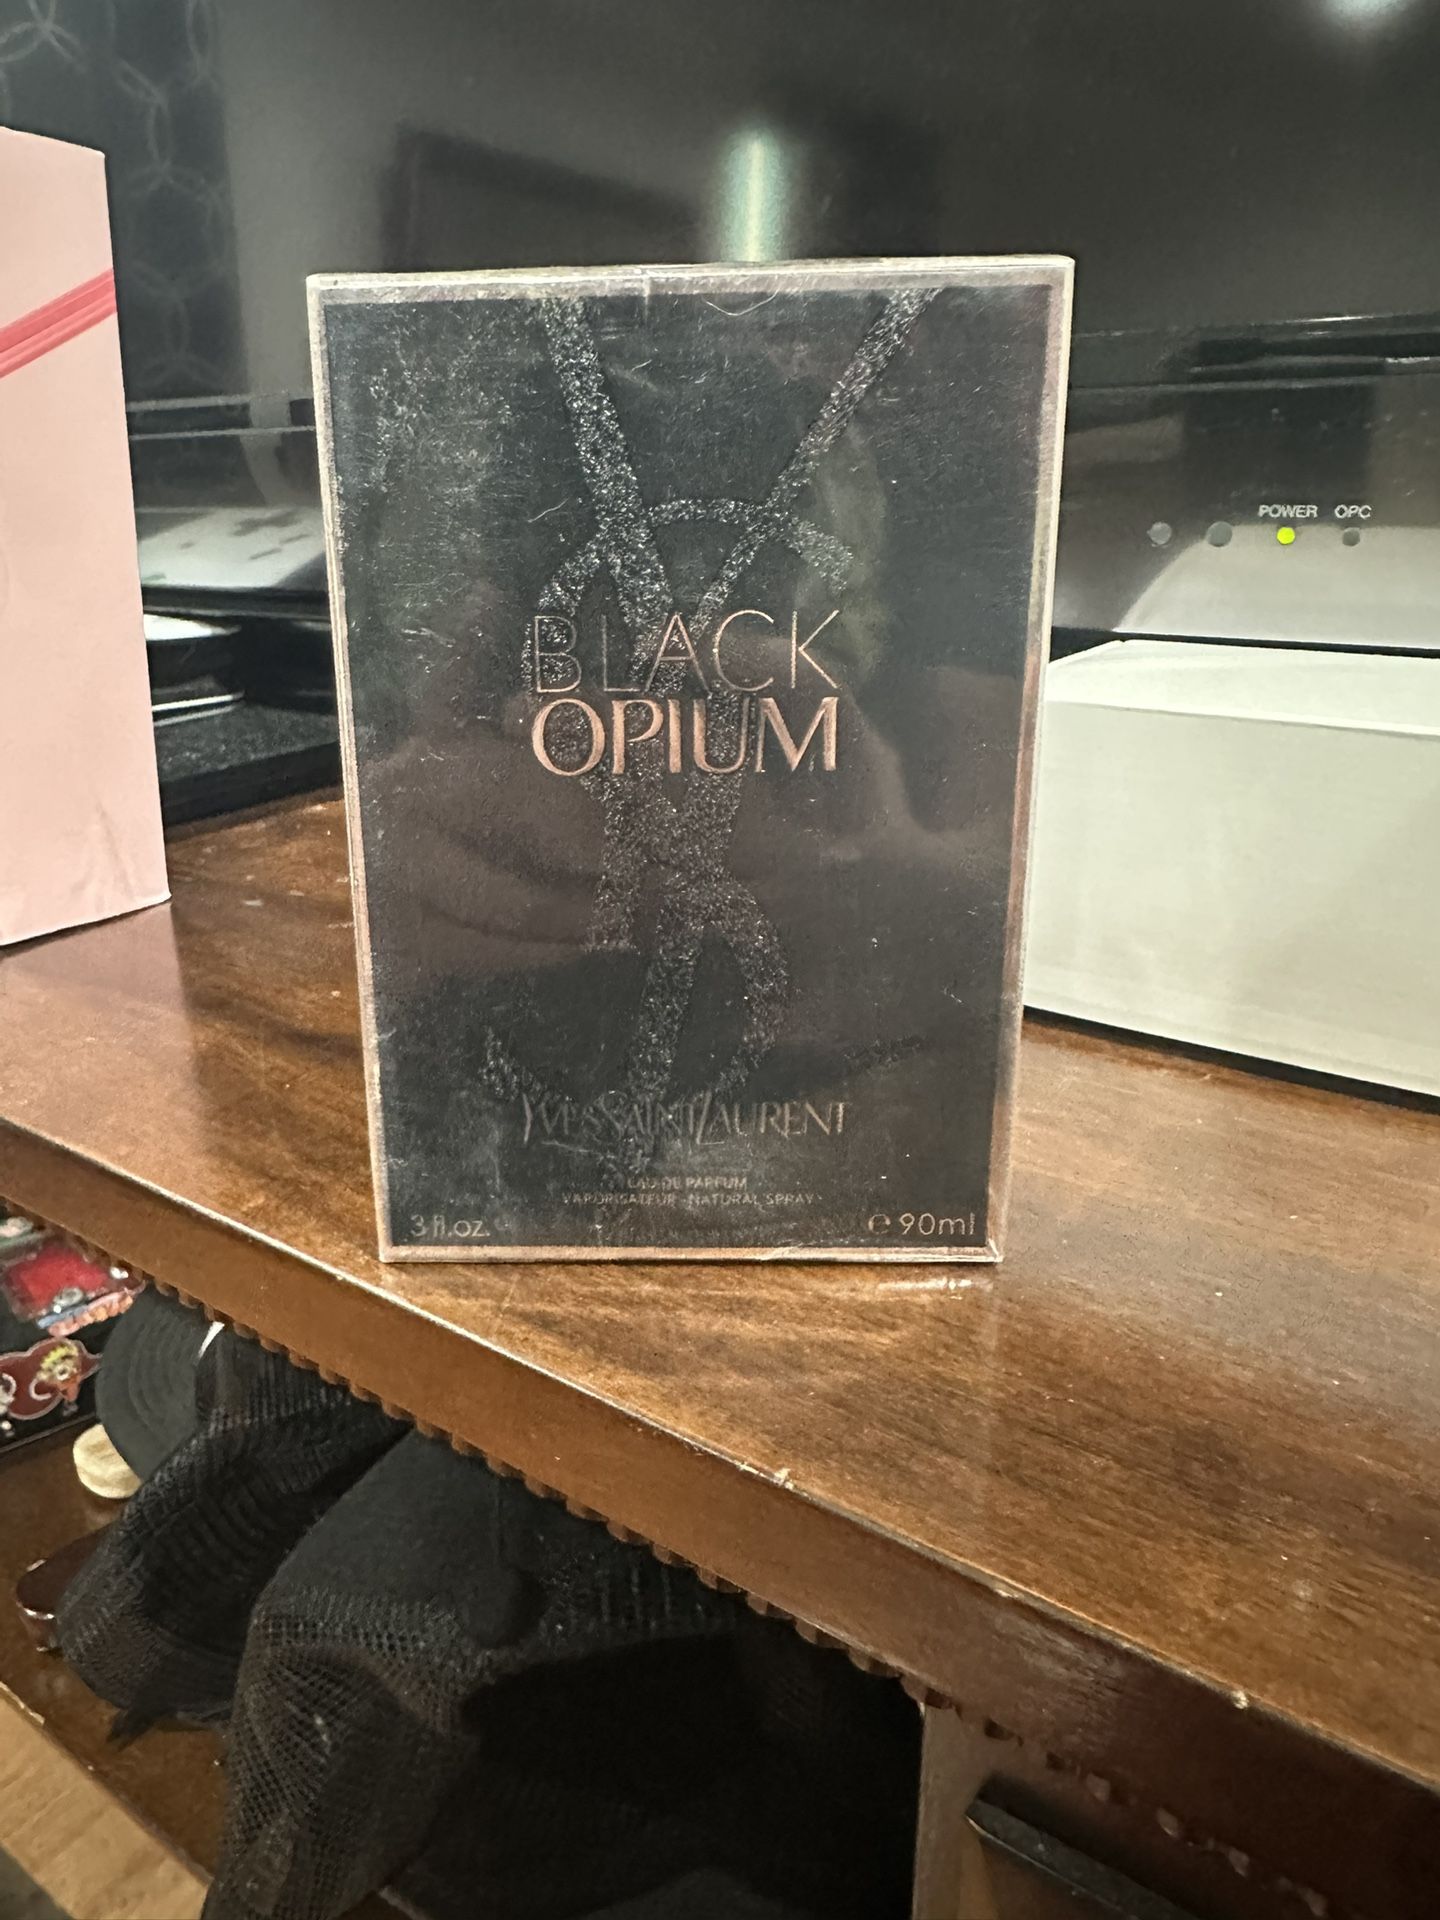 POWER OPC
BLACK
OPIUM
YVESSAINTLAURENT
EAU DE PARFUM
VAPORISATEUR · NATURAL SPRAY
3 fl.oz. ℮ 90ml